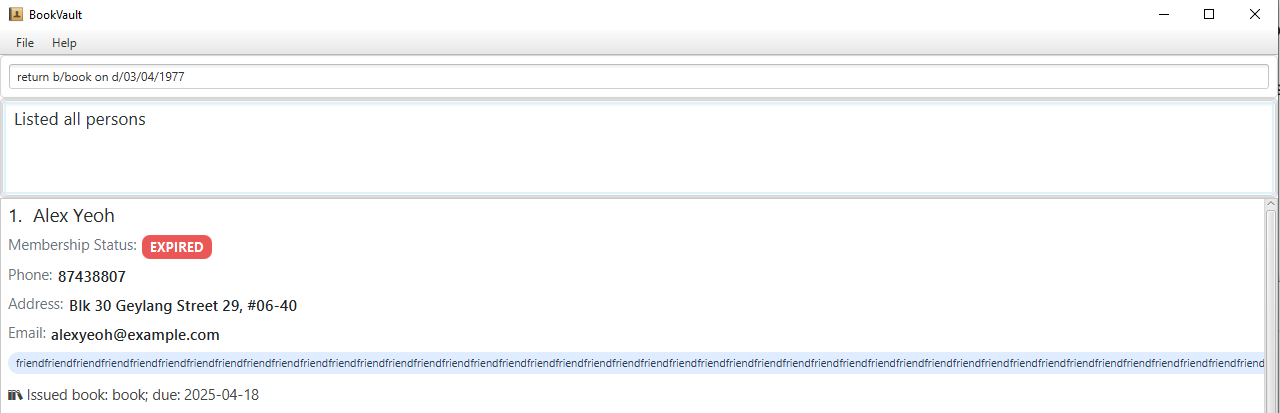 BookVault
File Help
return b/book on d/03/04/1977
Listed all persons
1. Alex Yeoh
Membership Status: EXPIRED
Phone: 87438807
Address: Blk 30 Geylang Street 29, #06-40
Email: alexyeoh@example.com
friendfriendfriendfriendfriendfriendfriendfriendfriendfriendfriendfriendfriendfriendfriendfriendfriendfriendfriendfriendfriendfriendfriendfriendfriendfriendfriendfriendfriendfriendfriendfriendfriendfriendfriendfriendfriendfriendfriendfriendfriendfriendfriendfriend
Issued book: book; due: 2025-04-18